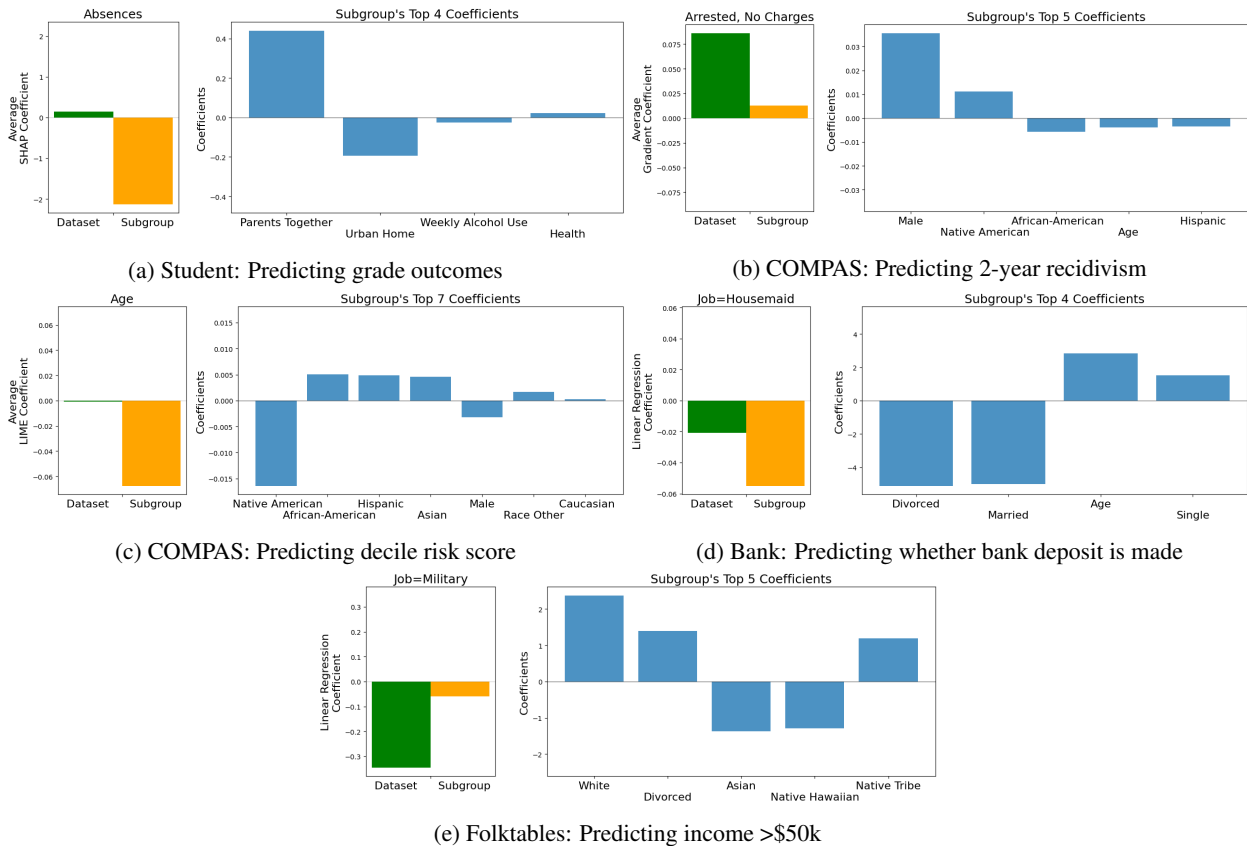 Absences
Subgroup's Top 4 Coefficients
Average
SHAP Coefficient
2
1
0
−1
−2
Dataset
Subgroup
Coefficients
0.4
0.2
0.0
−0.2
−0.4
Parents Together
Urban Home
Weekly Alcohol Use
Health
(a) Student: Predicting grade outcomes
Arrested, No Charges
Subgroup's Top 5 Coefficients
Average
Gradient Coefficient
0.075
0.050
0.025
0.000
−0.025
−0.050
−0.075
Dataset
Subgroup
Coefficients
0.03
0.02
0.01
0.00
−0.01
−0.02
−0.03
Male
Native American
African-American
Age
Hispanic
(b) COMPAS: Predicting 2-year recidivism
Age
Subgroup's Top 7 Coefficients
Average
LIME Coefficient
0.06
0.04
0.02
0.00
−0.02
−0.04
−0.06
Dataset
Subgroup
Coefficients
0.015
0.010
0.005
0.000
−0.005
−0.010
−0.015
Native American
African-American
Hispanic
Asian
Male
Race Other
Caucasian
(c) COMPAS: Predicting decile risk score
Job=Housemaid
Subgroup's Top 4 Coefficients
Linear Regression
Coefficient
0.06
0.04
0.02
0.00
−0.02
−0.04
−0.06
Dataset
Subgroup
Coefficients
4
2
0
−2
−4
Divorced
Married
Age
Single
(d) Bank: Predicting whether bank deposit is made
Job=Military
Subgroup's Top 5 Coefficients
Linear Regression
Coefficient
0.3
0.2
0.1
0.0
−0.1
−0.2
−0.3
Dataset
Subgroup
Coefficients
2
1
0
−1
−2
White
Divorced
Asian
Native Hawaiian
Native Tribe
(e) Folktables: Predicting income >$50k